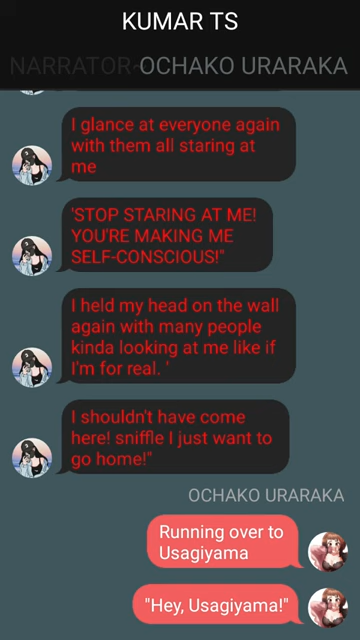 KUMAR TS
NARRATOR~OCHAKO URARAKA
I glance at everyone again
with them all staring at
me
'STOP STARING AT ME!
YOU'RE MAKING ME
SELF-CONSCIOUS!"
I held my head on the wall
again with many people
kinda looking at me like if
I'm for real. '
I shouldn't have come
here! sniffle I just want to
go home!"
OCHAKO URARAKA
Running over to
Usagiyama
"Hey, Usagiyama!"